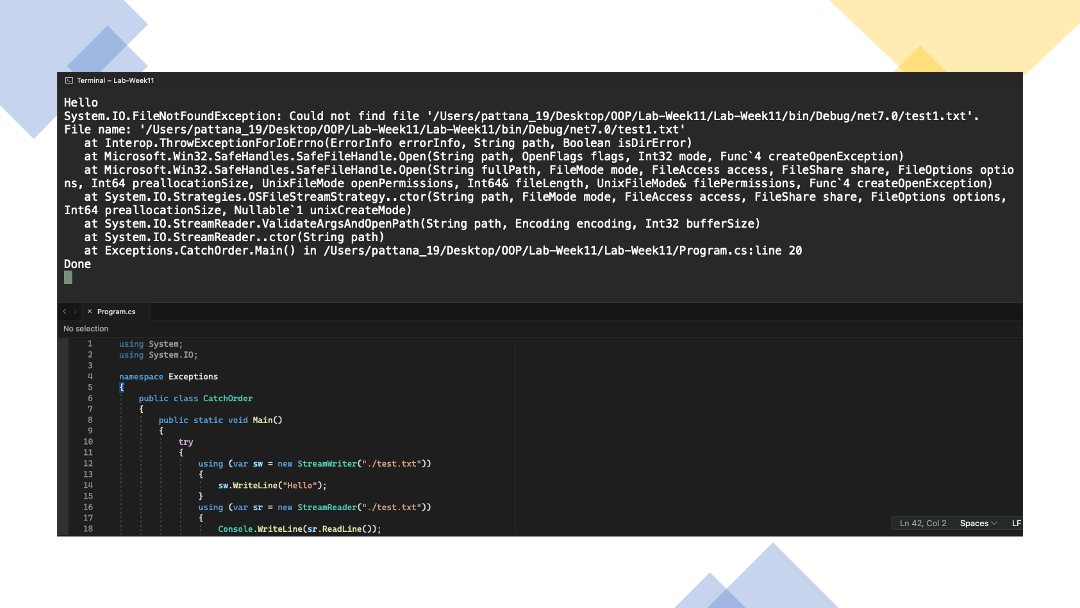 Terminal – Lab-Week11
Hello
System.IO.FileNotFoundException: Could not find file '/Users/pattana_19/Desktop/OOP/Lab-Week11/Lab-Week11/bin/Debug/net7.0/test1.txt'.
File name: '/Users/pattana_19/Desktop/OOP/Lab-Week11/Lab-Week11/bin/Debug/net7.0/test1.txt'
at Interop.ThrowExceptionForIoErrno(ErrorInfo errorInfo, String path, Boolean isDirError)
at Microsoft.Win32.SafeHandles.SafeFileHandle.Open(String path, OpenFlags flags, Int32 mode, Func`4 createOpenException)
at Microsoft.Win32.SafeHandles.SafeFileHandle.Open(String fullPath, FileMode mode, FileAccess access, FileShare share, FileOptions optio
ns, Int64 preallocationSize, UnixFileMode openPermissions, Int64& fileLength, UnixFileMode& filePermissions, Func`4 createOpenException)
at System.IO.Strategies.OSFileStreamStrategy..ctor(String path, FileMode mode, FileAccess access, FileShare share, FileOptions options,
Int64 preallocationSize, Nullable`1 unixCreateMode)
at System.IO.StreamReader.ValidateArgsAndOpenPath(String path, Encoding encoding, Int32 bufferSize)
at System.IO.StreamReader..ctor(String path)
at Exceptions.CatchOrder.Main() in /Users/pattana_19/Desktop/OOP/Lab-Week11/Lab-Week11/Program.cs:line 20
Done
Program.cs
No selection
1 using System;
2 using System.IO;
3
4 namespace Exceptions
5 {
6 public class CatchOrder
7 {
8 public static void Main()
9 {
10 try
11 {
12 using (var sw = new StreamWriter("./test.txt"))
13 {
14 sw.WriteLine("Hello");
15 }
16 using (var sr = new StreamReader("./test.txt"))
17 {
18 Console.WriteLine(sr.ReadLine());
Ln 42, Col 2 Spaces LF